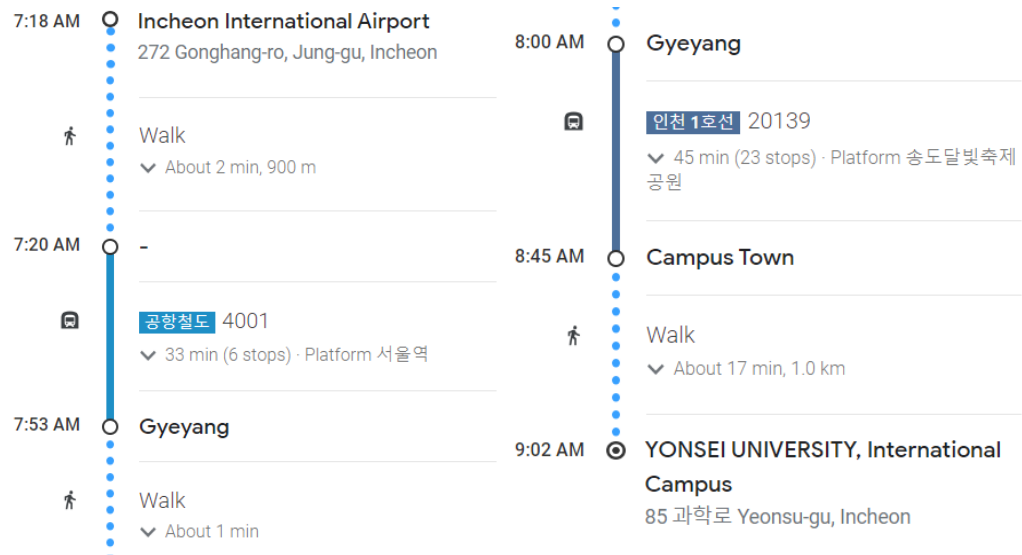 7:18 AM
Incheon International Airport
272 Gonghang-ro, Jung-gu, Incheon
Walk
About 2 min, 900 m
7:20 AM
-
공항철도 4001
33 min (6 stops) · Platform 서울역
7:53 AM
Gyeyang
Walk
About 1 min
8:00 AM
Gyeyang
인천 1호선 20139
45 min (23 stops) · Platform 송도달빛축제
공원
8:45 AM
Campus Town
Walk
About 17 min, 1.0 km
9:02 AM
YONSEI UNIVERSITY, International
Campus
85 과학로 Yeonsu-gu, Incheon